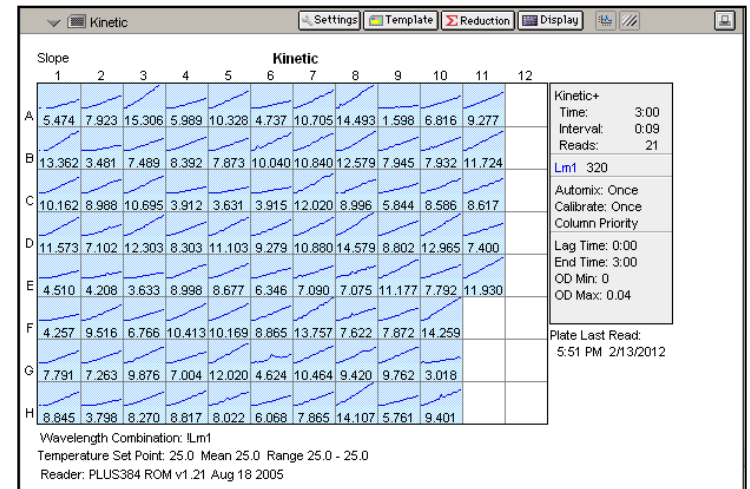 Kinetic Settings Template Reduction Display
Slope Kinetic
1 2 3 4 5 6 7 8 9 10 11 12
A 5.474 7.923 15.306 5.989 10.328 4.737 10.705 14.493 1.598 6.816 9.277
B 13.362 3.481 7.489 8.392 7.873 10.040 10.840 12.579 7.945 7.932 11.724
C 10.162 8.988 10.695 3.912 3.631 3.915 12.020 8.996 5.844 8.586 8.617
D 11.573 7.102 12.303 8.303 11.103 9.279 10.880 14.579 8.802 12.965 7.400
E 4.510 4.208 3.633 8.998 8.677 6.346 7.090 7.075 11.177 7.792 11.930
F 4.257 9.516 6.766 10.413 10.169 8.865 13.757 7.622 7.872 14.259
G 7.791 7.263 9.876 7.004 12.020 4.624 10.464 9.420 9.762 3.018
H 8.845 3.798 8.270 8.817 8.022 6.068 7.865 14.107 5.761 9.401
Kinetic+
Time: 3:00
Interval: 0:09
Reads: 21
Lm1 320
Automix: Once
Calibrate: Once
Column Priority
Lag Time: 0:00
End Time: 3:00
OD Min: 0
OD Max: 0.04
Plate Last Read:
5:51 PM 2/13/2012
Wavelength Combination: !Lm1
Temperature Set Point: 25.0 Mean 25.0 Range 25.0 - 25.0
Reader: PLUS384 ROM v1.21 Aug 18 2005